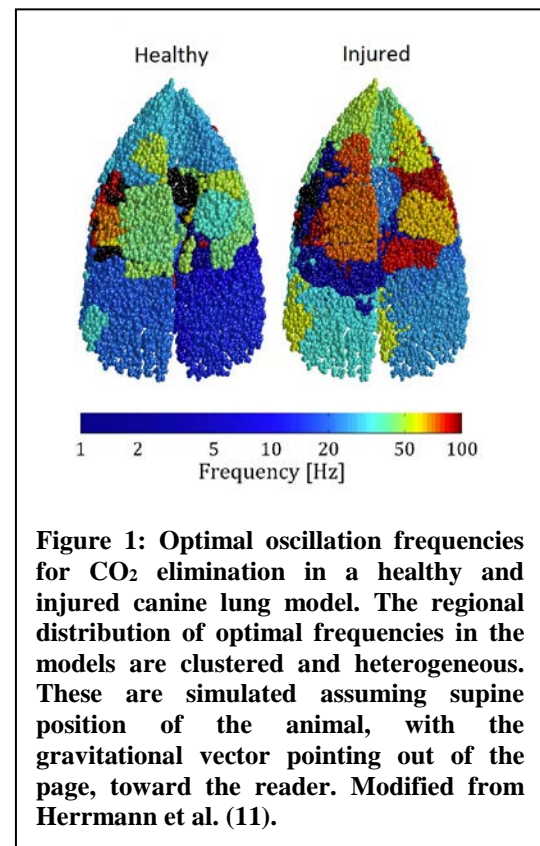 Healthy Injured
1 2 5 10 20 50 100
Frequency [Hz]
Figure 1: Optimal oscillation frequencies
for CO₂ elimination in a healthy and
injured canine lung model. The regional
distribution of optimal frequencies in the
models are clustered and heterogeneous.
These are simulated assuming supine
position of the animal, with the
gravitational vector pointing out of the
page, toward the reader. Modified from
Herrmann et al. (11).